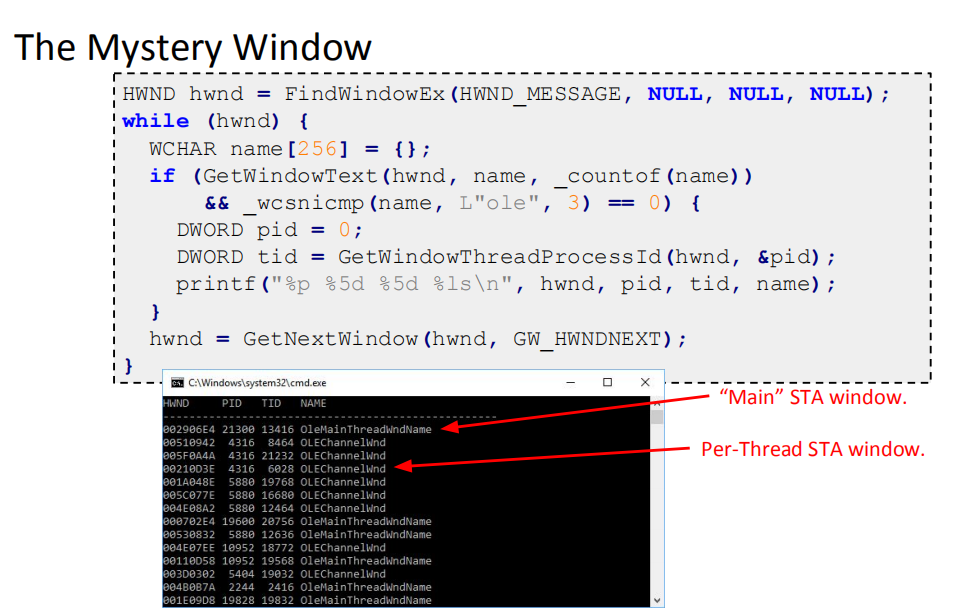 The Mystery Window
HWND hwnd = FindWindowEx(HWND_MESSAGE, NULL, NULL, NULL);
while (hwnd) {
  WCHAR name[256] = {};
  if (GetWindowText(hwnd, name, _countof(name))
      && _wcsnicmp(name, L"ole", 3) == 0) {
    DWORD pid = 0;
    DWORD tid = GetWindowThreadProcessId(hwnd, &pid);
    printf("%p %5d %5d %ls\n", hwnd, pid, tid, name);
  }
  hwnd = GetNextWindow(hwnd, GW_HWNDNEXT);
}
C:\Windows\system32\cmd.exe
HWND     PID   TID   NAME
------------------------------------------------
002906E4 21300 13416 OleMainThreadWndName
00510942  4316  8464 OLEChannelWnd
005F0A4A  4316 21232 OLEChannelWnd
00210D3E  4316  6028 OLEChannelWnd
001A048E  5880 19768 OLEChannelWnd
005C077E  5880 16680 OLEChannelWnd
004E08A2  5880 12464 OLEChannelWnd
000702E4 19600 20756 OleMainThreadWndName
00530832  5880 12636 OleMainThreadWndName
004E07EE 10952 18772 OLEChannelWnd
00110D58 10952 19568 OleMainThreadWndName
003D0302  5404 19032 OLEChannelWnd
004B0B7A  2244  2416 OleMainThreadWndName
001E09D8 19828 19832 OleMainThreadWndName
“Main” STA window.
Per-Thread STA window.